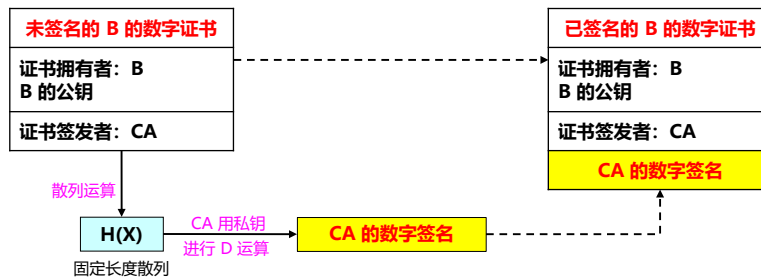 未签名的 B 的数字证书
证书拥有者：B
B 的公钥
证书签发者：CA
已签名的 B 的数字证书
证书拥有者：B
B 的公钥
证书签发者：CA
CA 的数字签名
散列运算
H(X)
固定长度散列
CA 用私钥
进行 D 运算
CA 的数字签名